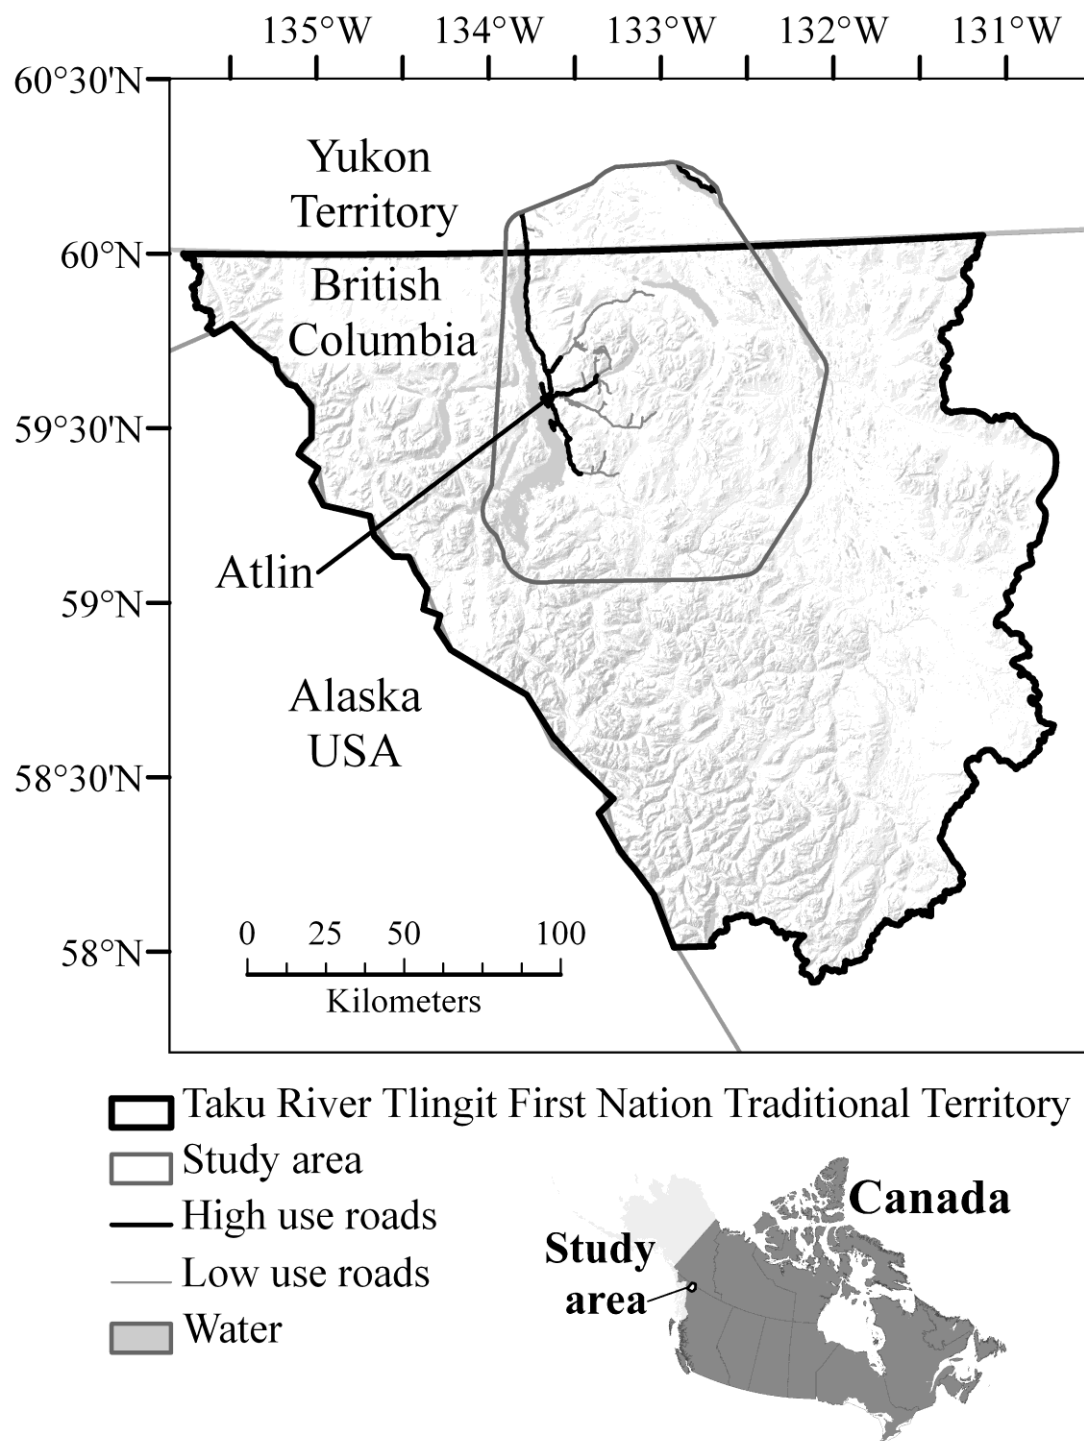 135°W 134°W 133°W 132°W 131°W
60°30'N
Yukon
Territory
60°N
British
Columbia
59°30'N
Atlin
59°N
Alaska
USA
58°30'N
0 25 50 100
58°N
Kilometers
Taku River Tlingit First Nation Traditional Territory
Study area
High use roads
Low use roads
Water
Canada
Study
area